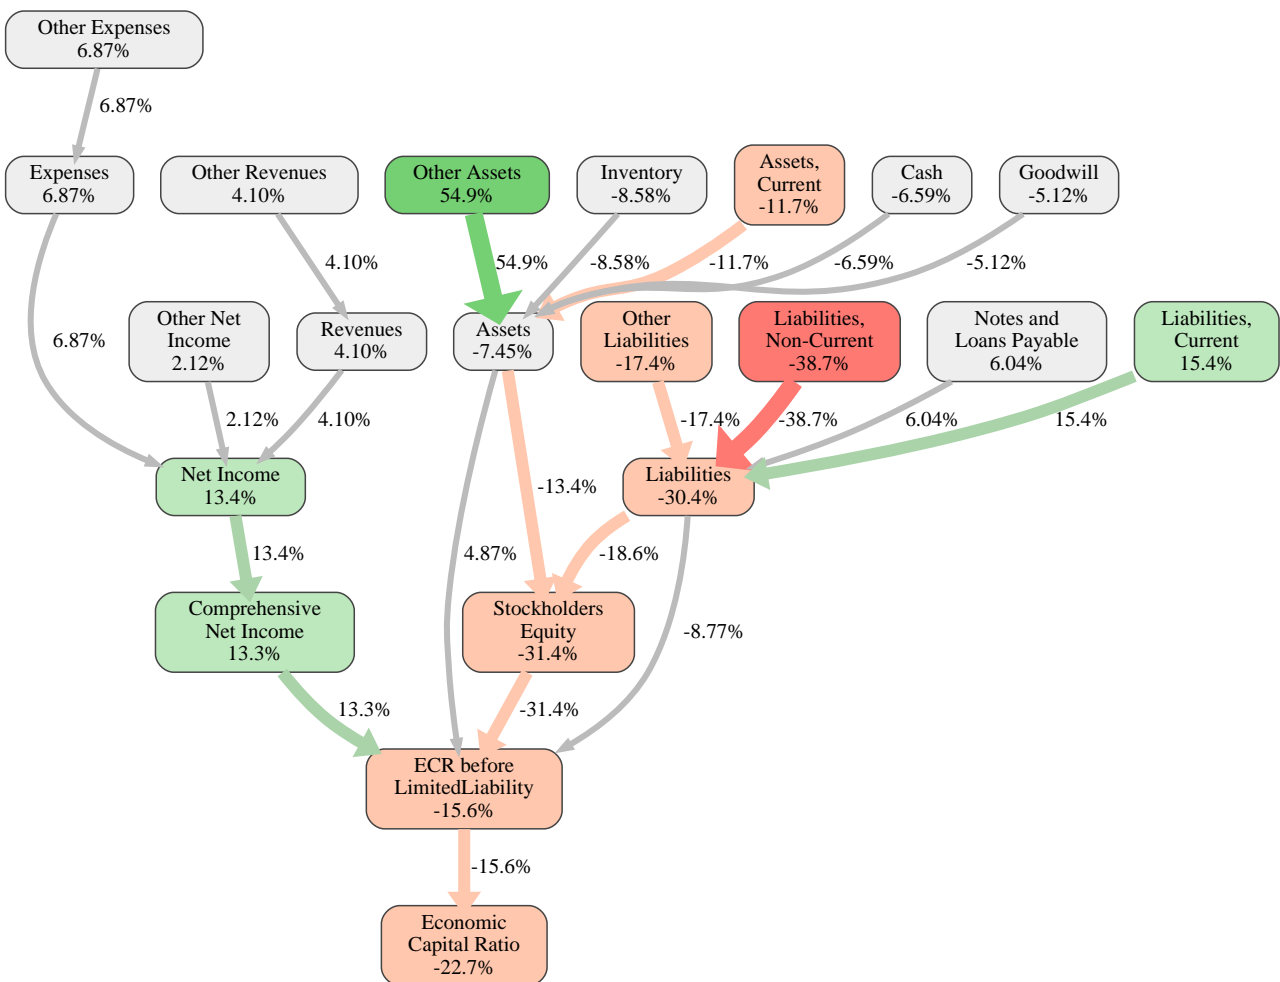 Other Expenses
6.87%
6.87%
Expenses
6.87%
Other Revenues
4.10%
Other Assets
54.9%
Inventory
-8.58%
Assets,
Current
-11.7%
Cash
-6.59%
Goodwill
-5.12%
4.10%
54.9%
-8.58%
-11.7%
-6.59%
-5.12%
6.87%
Other Net
Income
2.12%
Revenues
4.10%
Assets
-7.45%
Other
Liabilities
-17.4%
Liabilities,
Non-Current
-38.7%
Notes and
Loans Payable
6.04%
Liabilities,
Current
15.4%
2.12%
4.10%
-17.4%
-38.7%
6.04%
15.4%
Net Income
13.4%
-13.4%
Liabilities
-30.4%
13.4%
4.87%
-18.6%
Comprehensive
Net Income
13.3%
Stockholders
Equity
-31.4%
-8.77%
13.3%
-31.4%
ECR before
LimitedLiability
-15.6%
-15.6%
Economic
Capital Ratio
-22.7%